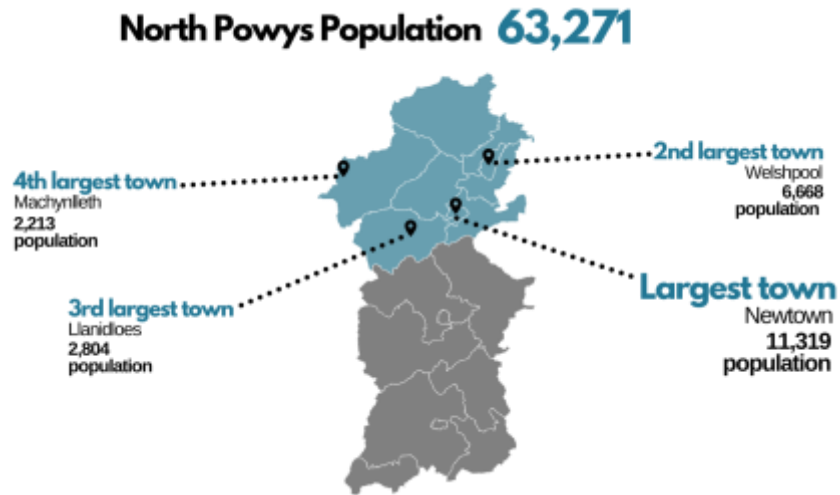 North Powys Population 63,271
2nd largest town
Welshpool
6,668
population
4th largest town
Machynlleth
2,213
population
Largest town
Newtown
11,319
population
3rd largest town
Llanidloes
2,804
population